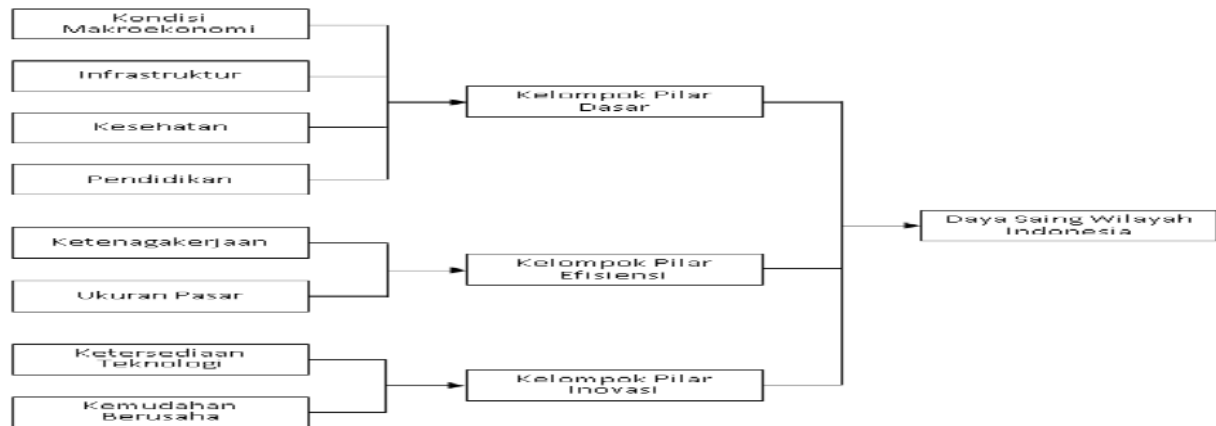 Kondisi
Makroekonomi
Infrastruktur
Kesehatan
Pendidikan
Ketenagakerjaan
Ukuran Pasar
Ketersediaan
Teknologi
Kemudahan
Berusaha
Kelompok Pilar
Dasar
Kelompok Pilar
Efisiensi
Kelompok Pilar
Inovasi
Daya Saing Wilayah
Indonesia